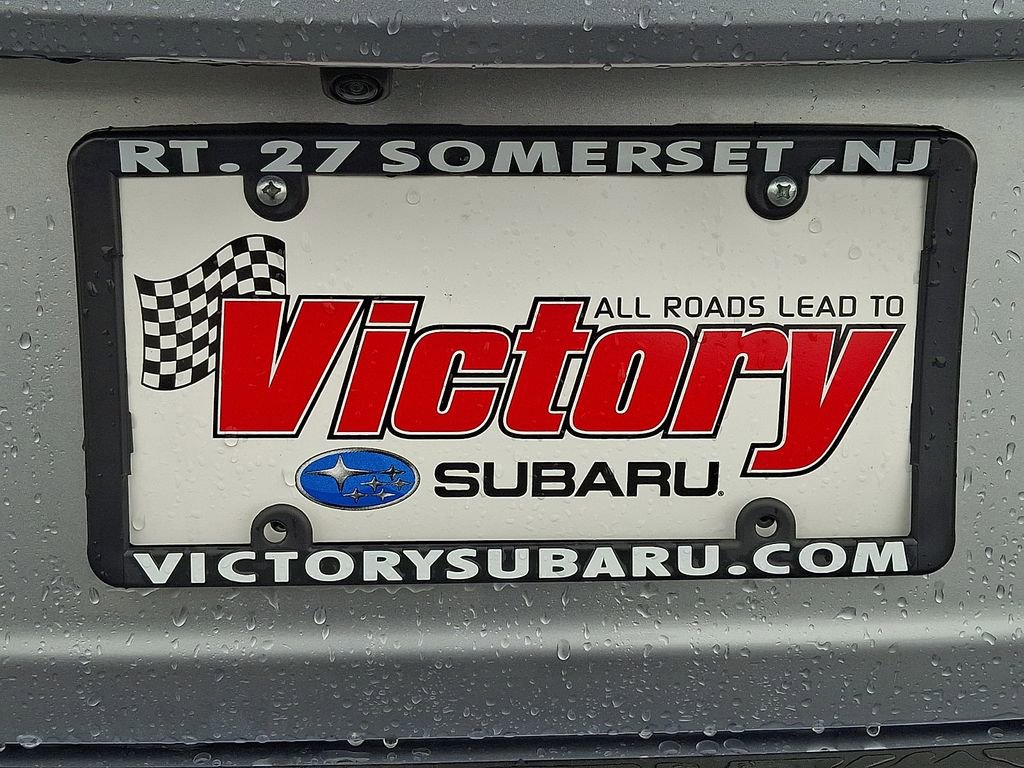 RT. 27 SOMERSET, NJ
ALL ROADS LEAD TO
Victory
SUBARU®
VICTORYSUBARU.COM